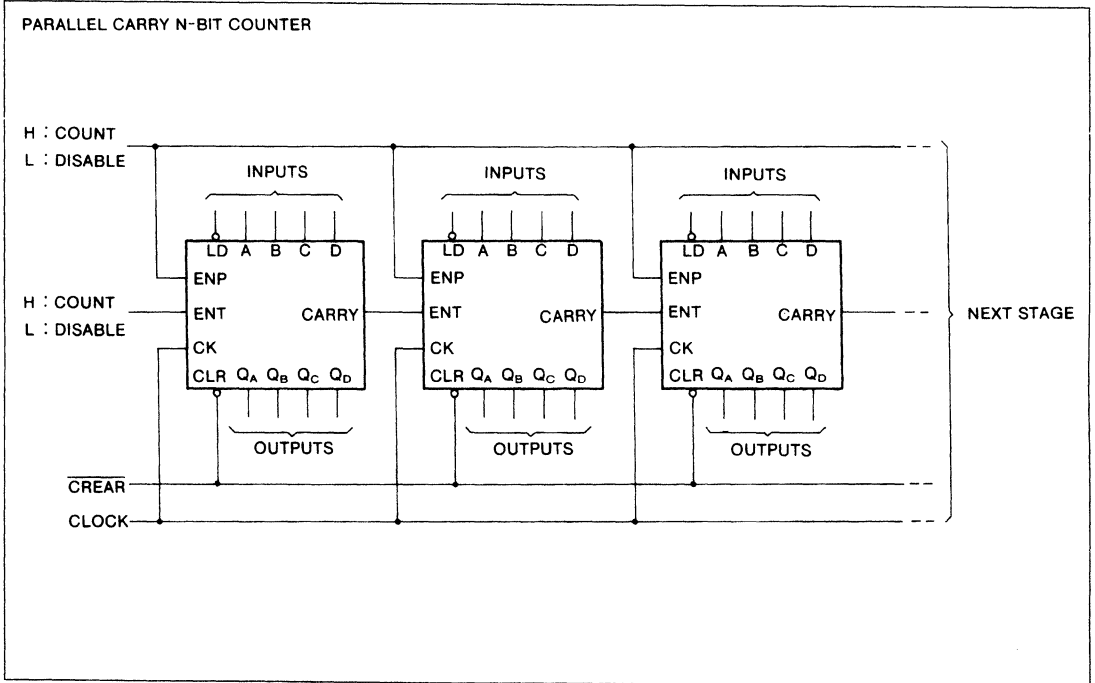 PARALLEL CARRY N-BIT COUNTER
H : COUNT
L : DISABLE
INPUTS INPUTS INPUTS
LD A B C D LD A B C D LD A B C D
ENP ENP ENP
H : COUNT
L : DISABLE
ENT CARRY ENT CARRY ENT CARRY NEXT STAGE
CK CK CK
CLR QA QB QC QD CLR QA QB QC QD CLR QA QB QC QD
OUTPUTS OUTPUTS OUTPUTS
CREAR
CLOCK